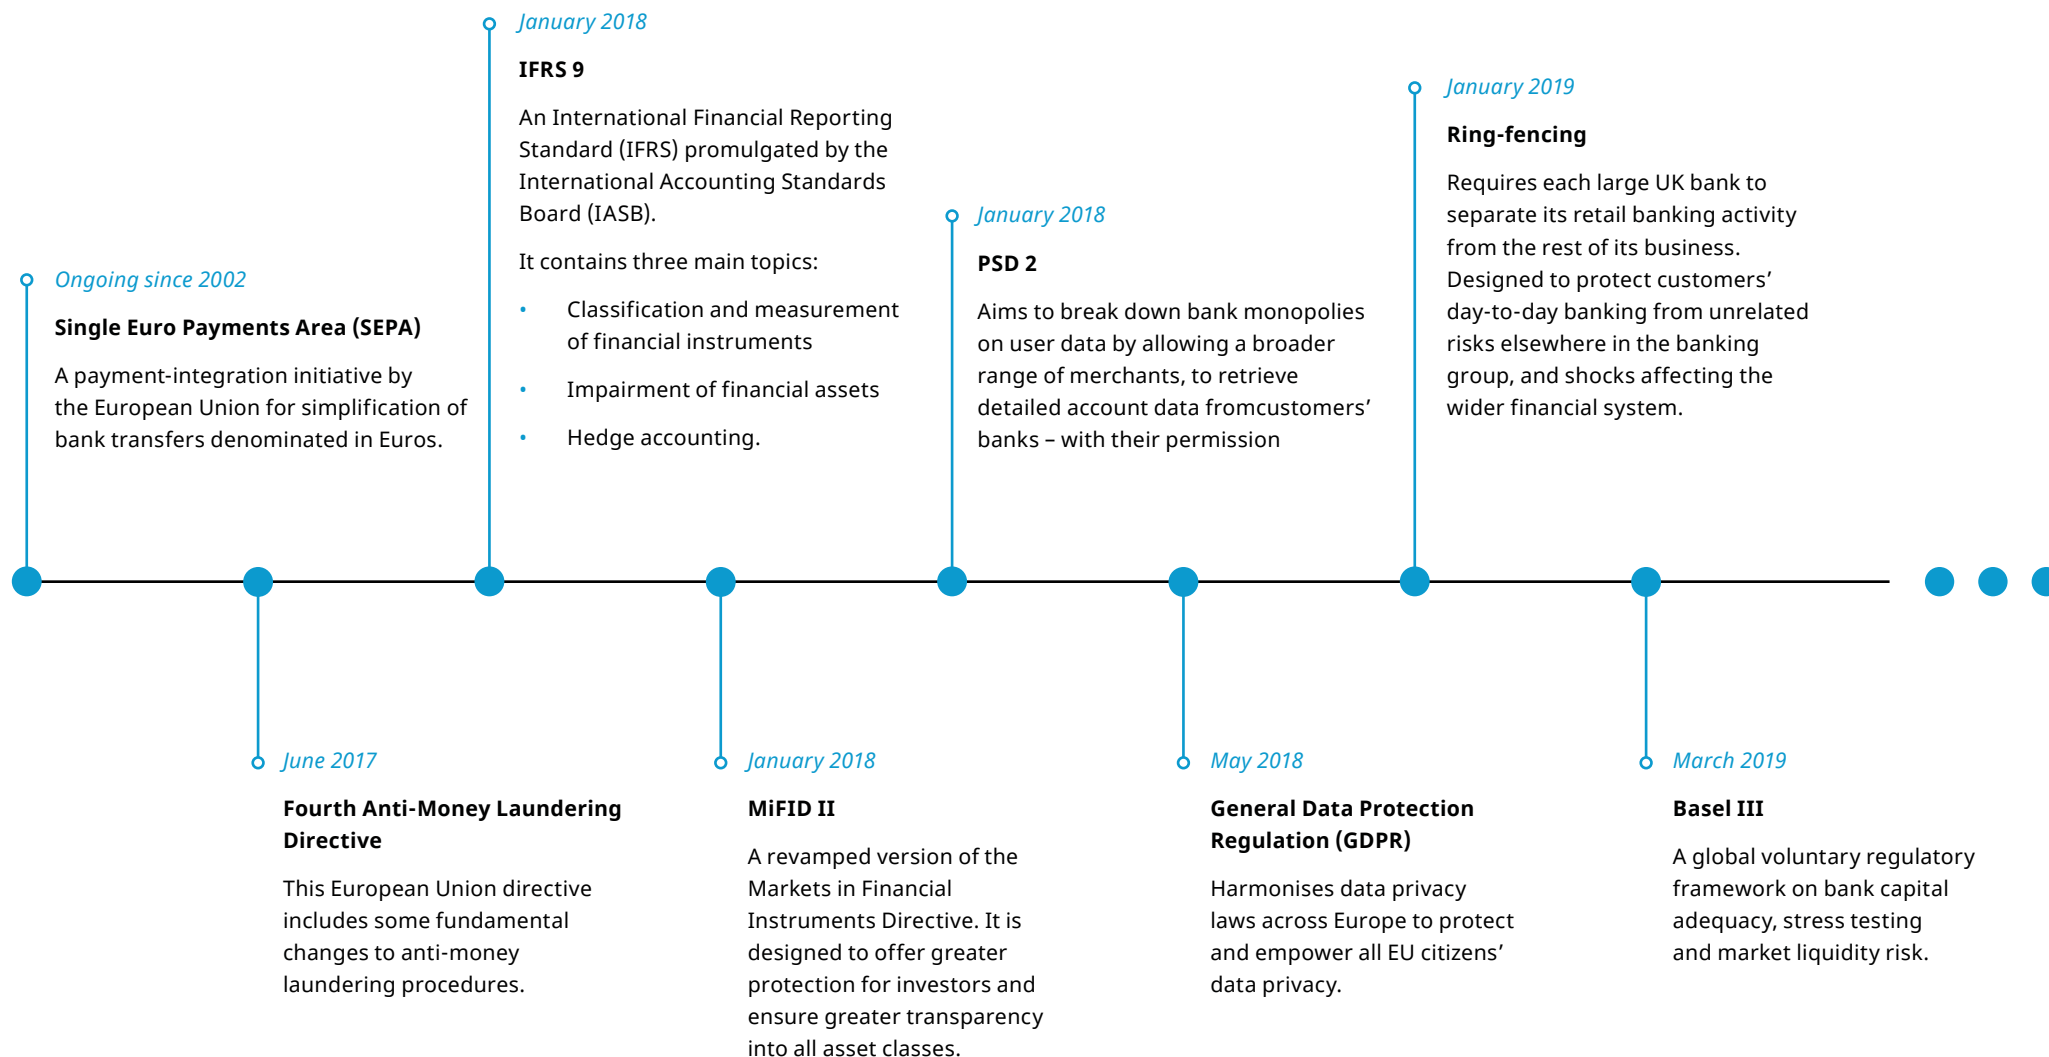 Ongoing since 2002
Single Euro Payments Area (SEPA)
A payment-integration initiative by
the European Union for simplification of
bank transfers denominated in Euros.
June 2017
Fourth Anti-Money Laundering
Directive
This European Union directive
includes some fundamental
changes to anti-money
laundering procedures.
January 2018
IFRS 9
An International Financial Reporting
Standard (IFRS) promulgated by the
International Accounting Standards
Board (IASB).
It contains three main topics:
• Classification and measurement
of financial instruments
• Impairment of financial assets
• Hedge accounting.
January 2018
MiFID II
A revamped version of the
Markets in Financial
Instruments Directive. It is
designed to offer greater
protection for investors and
ensure greater transparency
into all asset classes.
January 2018
PSD 2
Aims to break down bank monopolies
on user data by allowing a broader
range of merchants, to retrieve
detailed account data fromcustomers’
banks – with their permission
May 2018
General Data Protection
Regulation (GDPR)
Harmonises data privacy
laws across Europe to protect
and empower all EU citizens’
data privacy.
January 2019
Ring-fencing
Requires each large UK bank to
separate its retail banking activity
from the rest of its business.
Designed to protect customers’
day-to-day banking from unrelated
risks elsewhere in the banking
group, and shocks affecting the
wider financial system.
March 2019
Basel III
A global voluntary regulatory
framework on bank capital
adequacy, stress testing
and market liquidity risk.